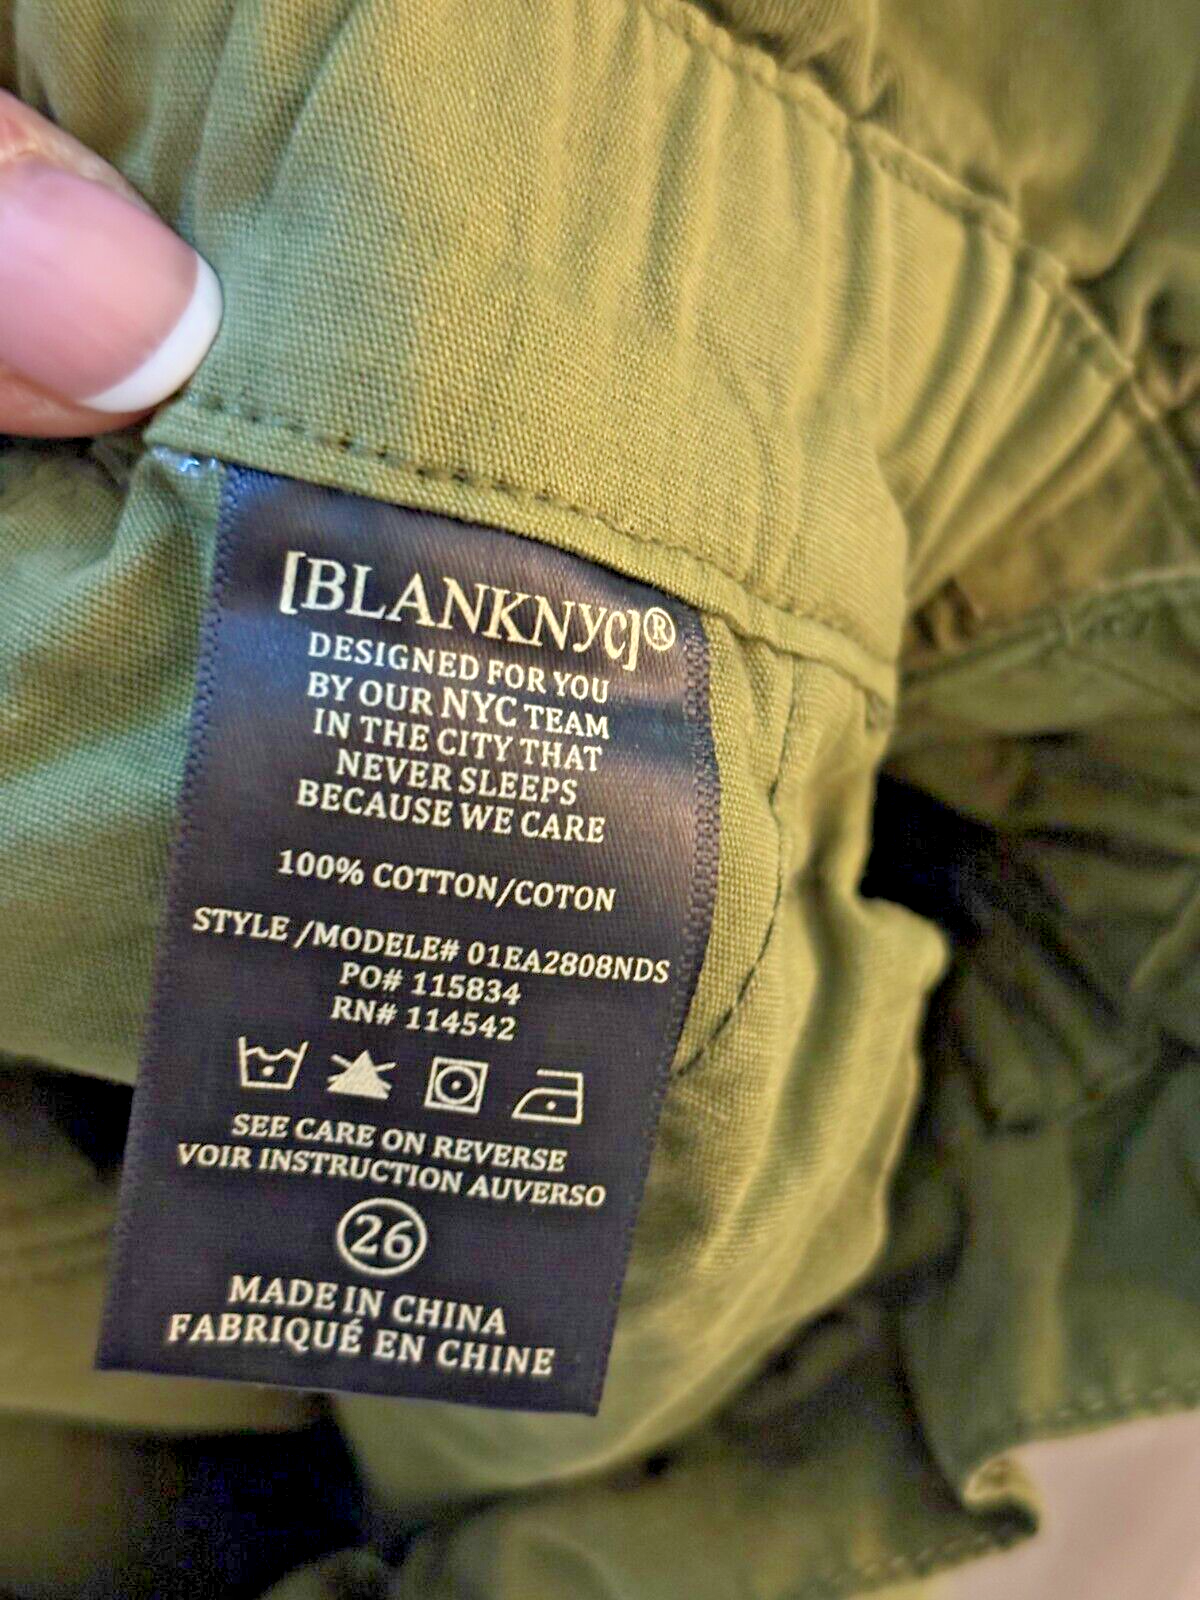 [BLANKNYC]®
DESIGNED FOR YOU
BY OUR NYC TEAM
IN THE CITY THAT
NEVER SLEEPS
BECAUSE WE CARE
100% COTTON/COTON
STYLE /MODELE# 01EA2808NDS
PO# 115834
RN# 114542
SEE CARE ON REVERSE
VOIR INSTRUCTION AUVERSO
26
MADE IN CHINA
FABRIQUÉ EN CHINE